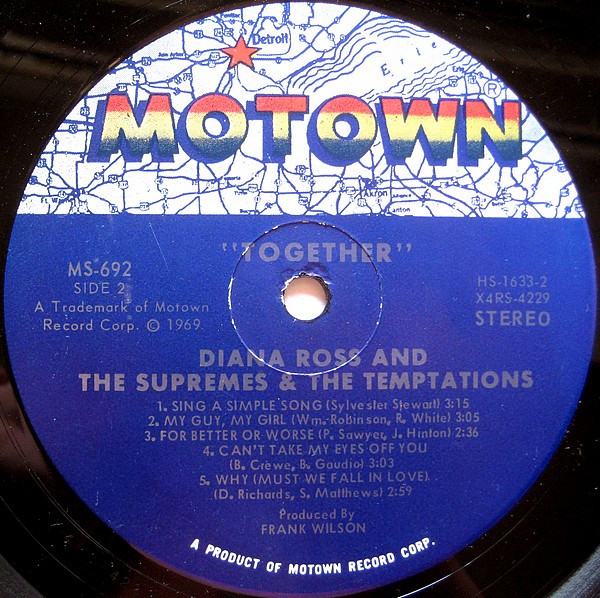 Detroit
Erie
MOTOWN®
Akron
Canton
"TOGETHER"
MS-692
SIDE 2
A Trademark of Motown
Record Corp. © 1969
HS-1633-2
X4RS-4229
STEREO
DIANA ROSS AND
THE SUPREMES & THE TEMPTATIONS
1. SING A SIMPLE SONG (Sylvester Stewart) 3:15
2. MY GUY, MY GIRL (Wm. Robinson, R. White) 3:05
3. FOR BETTER OR WORSE (P. Sawyer, J. Hinton) 2:36
4. CAN'T TAKE MY EYES OFF YOU
(B. Crewe, B. Gaudio) 3:03
5. WHY (MUST WE FALL IN LOVE)
(D. Richards, S. Matthews) 2:59
Produced By
FRANK WILSON
A PRODUCT OF MOTOWN RECORD CORP.